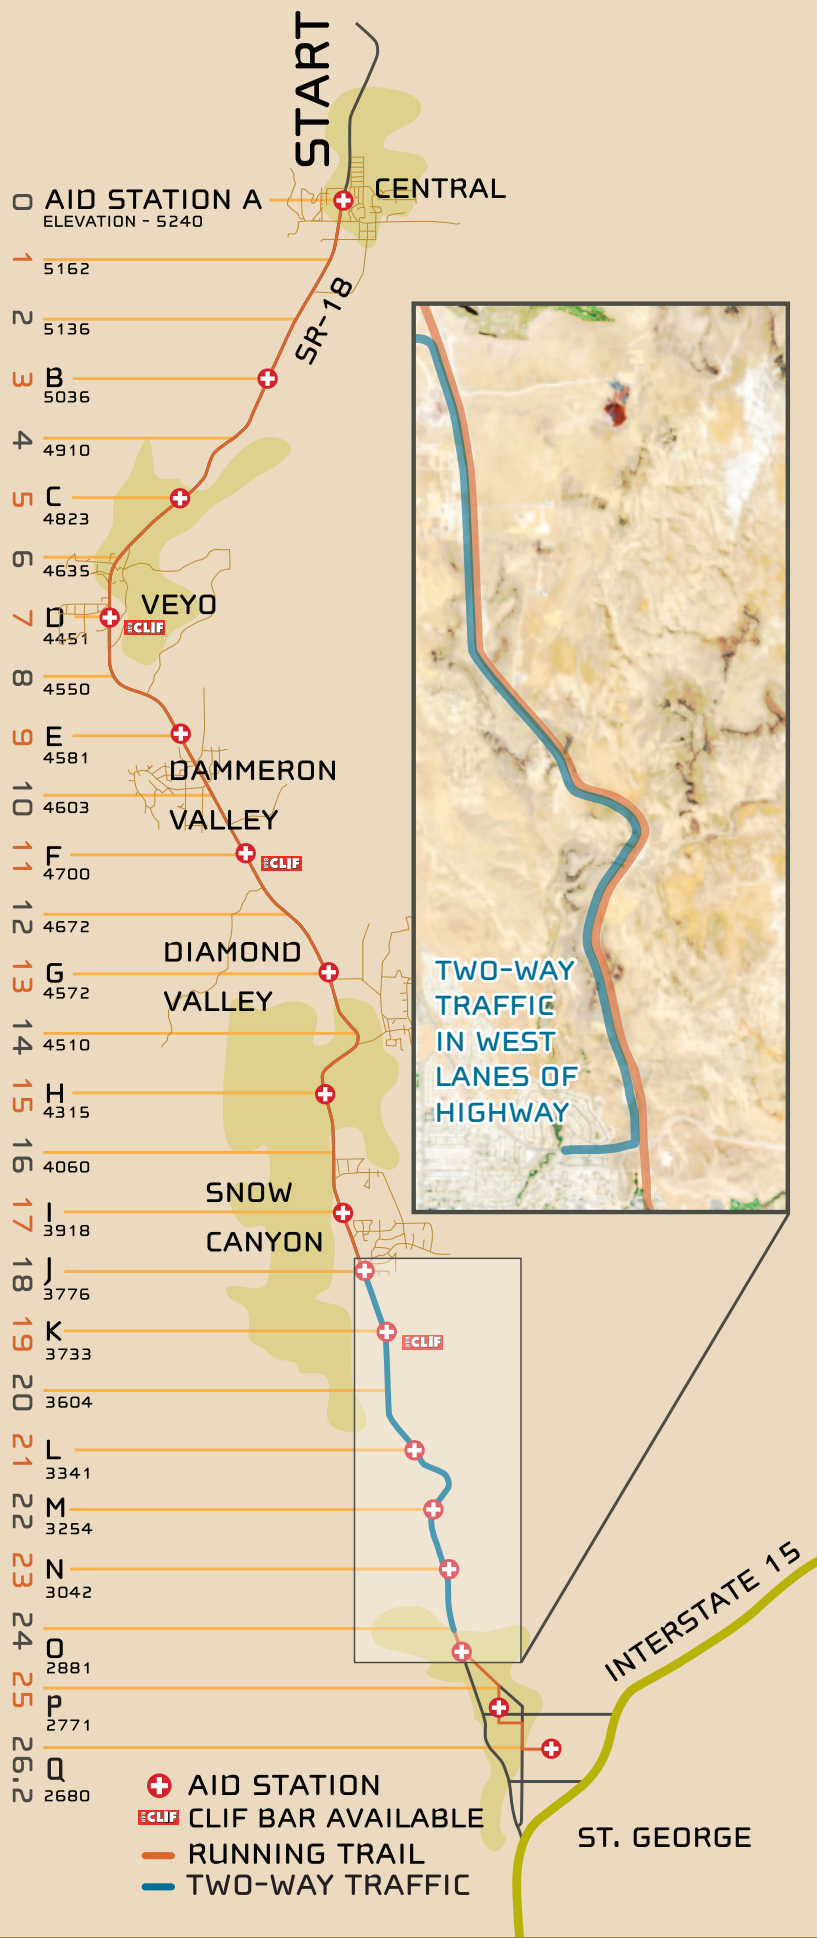 START
0
AID STATION A
CENTRAL
ELEVATION - 5240
1
5162
SR-18
2
5136
3
B
5036
4
4910
5
C
4823
6
4635
VEYO
7
D
4451
CLIF
8
4550
9
E
4581
DAMMERON
VALLEY
10
4603
11
F
4700
CLIF
12
4672
DIAMOND
VALLEY
13
G
4572
14
4510
15
H
4315
16
4060
SNOW
CANYON
17
I
3918
18
J
3776
19
K
3733
CLIF
20
3604
21
L
3341
22
M
3254
23
N
3042
24
O
2881
25
P
2771
26.2
Q
2680
TWO-WAY
TRAFFIC
IN WEST
LANES OF
HIGHWAY
INTERSTATE 15
ST. GEORGE
AID STATION
CLIF CLIF BAR AVAILABLE
RUNNING TRAIL
TWO-WAY TRAFFIC